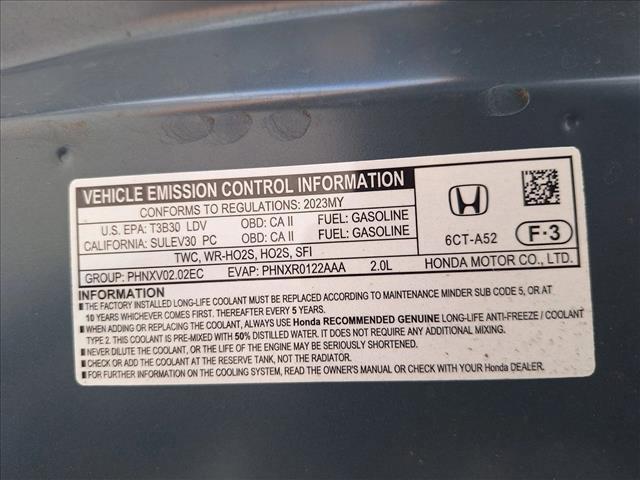 VEHICLE EMISSION CONTROL INFORMATION
CONFORMS TO REGULATIONS: 2023MY
U.S. EPA: T3B30 LDV OBD: CA II FUEL: GASOLINE
CALIFORNIA: SULEV30 PC OBD: CA II FUEL: GASOLINE
TWC, WR-HO2S, HO2S, SFI
GROUP: PHNXV02.02EC EVAP: PHNXR0122AAA 2.0L
6CT-A52 F-3
HONDA MOTOR CO., LTD.
INFORMATION
■ THE FACTORY INSTALLED LONG-LIFE COOLANT MUST BE REPLACED ACCORDING TO MAINTENANCE MINDER SUB CODE 5, OR AT
10 YEARS WHICHEVER COMES FIRST. THEREAFTER EVERY 5 YEARS.
■ WHEN ADDING OR REPLACING THE COOLANT, ALWAYS USE Honda RECOMMENDED GENUINE LONG-LIFE ANTI-FREEZE / COOLANT
TYPE 2. THIS COOLANT IS PRE-MIXED WITH 50% DISTILLED WATER. IT DOES NOT REQUIRE ANY ADDITIONAL MIXING.
■ NEVER DILUTE THE COOLANT, OR THE LIFE OF THE ENGINE MAY BE SERIOUSLY SHORTENED.
■ CHECK OR ADD COOLANT AT THE RESERVE TANK, NOT THE RADIATOR.
■ FOR FURTHER INFORMATION ON THE COOLING SYSTEM, READ THE OWNER'S MANUAL OR CHECK WITH YOUR Honda DEALER.